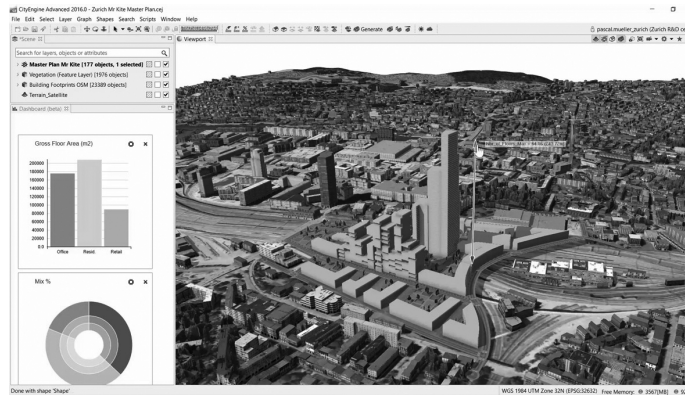 CityEngine Advanced 2016.0 - Zurich Mr Kite Master Plan.cej
File Edit Select Layer Graph Shapes Search Scripts Window Help
Generate
pascal.mueller_zurich (Zurich R&D ce
*Scene
Viewport
Search for layers, objects or attributes
Master Plan Mr Kite [177 objects, 1 selected]
Vegetation (Feature Layer) [1976 objects]
Building Footprints OSM [23389 objects]
Terrain_Satellite
Dashboard (beta)
Gross Floor Area (m2)
200000
180000
160000
140000
120000
100000
80000
60000
40000
20000
0.0
Office Resid. Retail
Mix %
Done with shape 'Shape'.
WGS 1984 UTM Zone 32N (EPSG:32632) Free Memory: 3567[MB]